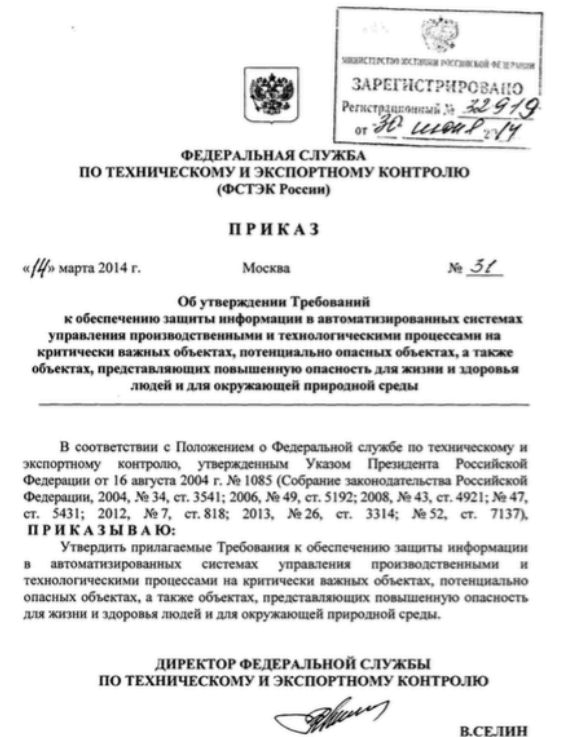 МИНИСТЕРСТВО ЮСТИЦИИ РОССИЙСКОЙ ФЕДЕРАЦИИ
ЗАРЕГИСТРИРОВАНО
Регистрационный № 32919
от "30 июня 2014
ФЕДЕРАЛЬНАЯ СЛУЖБА
ПО ТЕХНИЧЕСКОМУ И ЭКСПОРТНОМУ КОНТРОЛЮ
(ФСТЭК России)
ПРИКАЗ
«14» марта 2014 г. Москва № 31
Об утверждении Требований
к обеспечению защиты информации в автоматизированных системах
управления производственными и технологическими процессами на
критически важных объектах, потенциально опасных объектах, а также
объектах, представляющих повышенную опасность для жизни и здоровья
людей и для окружающей природной среды
В соответствии с Положением о Федеральной службе по техническому и
экспортному контролю, утвержденным Указом Президента Российской
Федерации от 16 августа 2004 г. № 1085 (Собрание законодательства Российской
Федерации, 2004, № 34, ст. 3541; 2006, № 49, ст. 5192; 2008, № 43, ст. 4921; № 47,
ст. 5431; 2012, № 7, ст. 818; 2013, № 26, ст. 3314; № 52, ст. 7137),
ПРИКАЗЫВАЮ:
Утвердить прилагаемые Требования к обеспечению защиты информации
в автоматизированных системах управления производственными и
технологическими процессами на критически важных объектах, потенциально
опасных объектах, а также объектах, представляющих повышенную опасность
для жизни и здоровья людей и для окружающей природной среды.
ДИРЕКТОР ФЕДЕРАЛЬНОЙ СЛУЖБЫ
ПО ТЕХНИЧЕСКОМУ И ЭКСПОРТНОМУ КОНТРОЛЮ
В.СЕЛИН